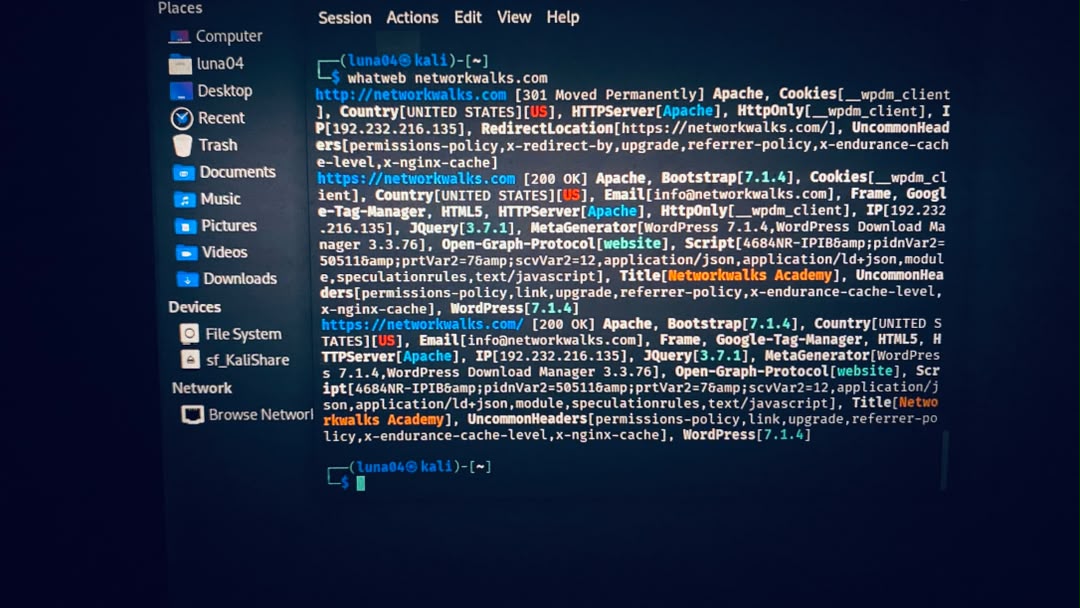 Places
Computer
luna04
Desktop
Recent
Trash
Documents
Music
Pictures
Videos
Downloads
Devices
File System
sf_KaliShare
Network
Browse Network
Session Actions Edit View Help
┌──(luna04㉿kali)-[~]
└─$ whatweb networkwalks.com
http://networkwalks.com [301 Moved Permanently] Apache, Cookies[__wpdm_client
], Country[UNITED STATES][US], HTTPServer[Apache], HttpOnly[__wpdm_client], I
P[192.232.216.135], RedirectLocation[https://networkwalks.com/], UncommonHead
ers[permissions-policy,x-redirect-by,upgrade,referrer-policy,x-endurance-cach
e-level,x-nginx-cache]
https://networkwalks.com [200 OK] Apache, Bootstrap[7.1.4], Cookies[__wpdm_cl
ient], Country[UNITED STATES][US], Email[info@networkwalks.com], Frame, Googl
e-Tag-Manager, HTML5, HTTPServer[Apache], HttpOnly[__wpdm_client], IP[192.232
.216.135], JQuery[3.7.1], MetaGenerator[WordPress 7.1.4,WordPress Download Ma
nager 3.3.76], Open-Graph-Protocol[website], Script[4684NR-IPIB&amp;pidnVar2=
50511&amp;prtVar2=7&amp;scvVar2=12,application/json,application/ld+json,modul
e,speculationrules,text/javascript], Title[Networkwalks Academy], UncommonHea
ders[permissions-policy,link,upgrade,referrer-policy,x-endurance-cache-level,
x-nginx-cache], WordPress[7.1.4]
https://networkwalks.com/ [200 OK] Apache, Bootstrap[7.1.4], Country[UNITED S
TATES][US], Email[info@networkwalks.com], Frame, Google-Tag-Manager, HTML5, H
TTPServer[Apache], IP[192.232.216.135], JQuery[3.7.1], MetaGenerator[WordPres
s 7.1.4,WordPress Download Manager 3.3.76], Open-Graph-Protocol[website], Scr
ipt[4684NR-IPIB&amp;pidnVar2=50511&amp;prtVar2=7&amp;scvVar2=12,application/j
son,application/ld+json,module,speculationrules,text/javascript], Title[Netwo
rkwalks Academy], UncommonHeaders[permissions-policy,link,upgrade,referrer-po
licy,x-endurance-cache-level,x-nginx-cache], WordPress[7.1.4]
┌──(luna04㉿kali)-[~]
└─$